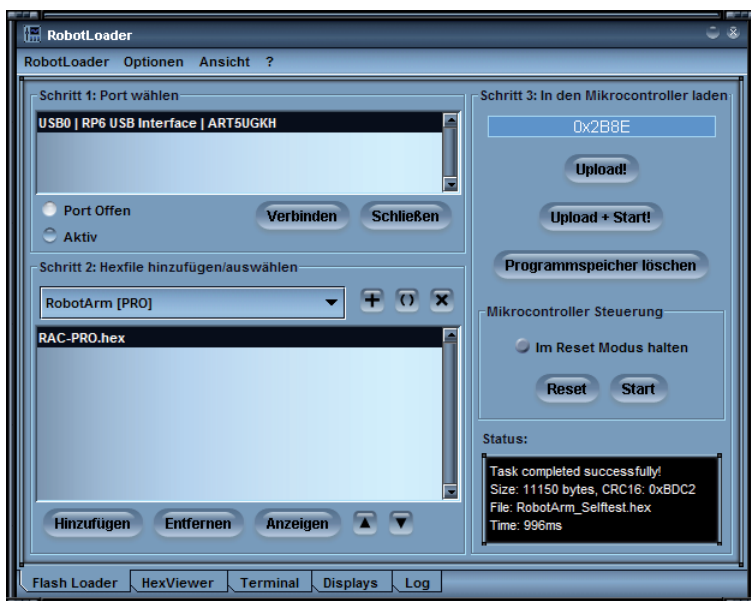 RobotLoader
RobotLoader Optionen Ansicht ?
Schritt 1: Port wählen
USB0 | RP6 USB Interface | ART5UGKH
Port Offen
Aktiv
Verbinden
Schließen
Schritt 2: Hexfile hinzufügen/auswählen
RobotArm [PRO]
RAC-PRO.hex
Hinzufügen
Entfernen
Anzeigen
Schritt 3: In den Mikrocontroller laden
0x2B8E
Upload!
Upload + Start!
Programmspeicher löschen
Mikrocontroller Steuerung
Im Reset Modus halten
Reset
Start
Status:
Task completed successfully!
Size: 11150 bytes, CRC16: 0xBDC2
File: RobotArm_Selftest.hex
Time: 996ms
Flash Loader HexViewer Terminal Displays Log